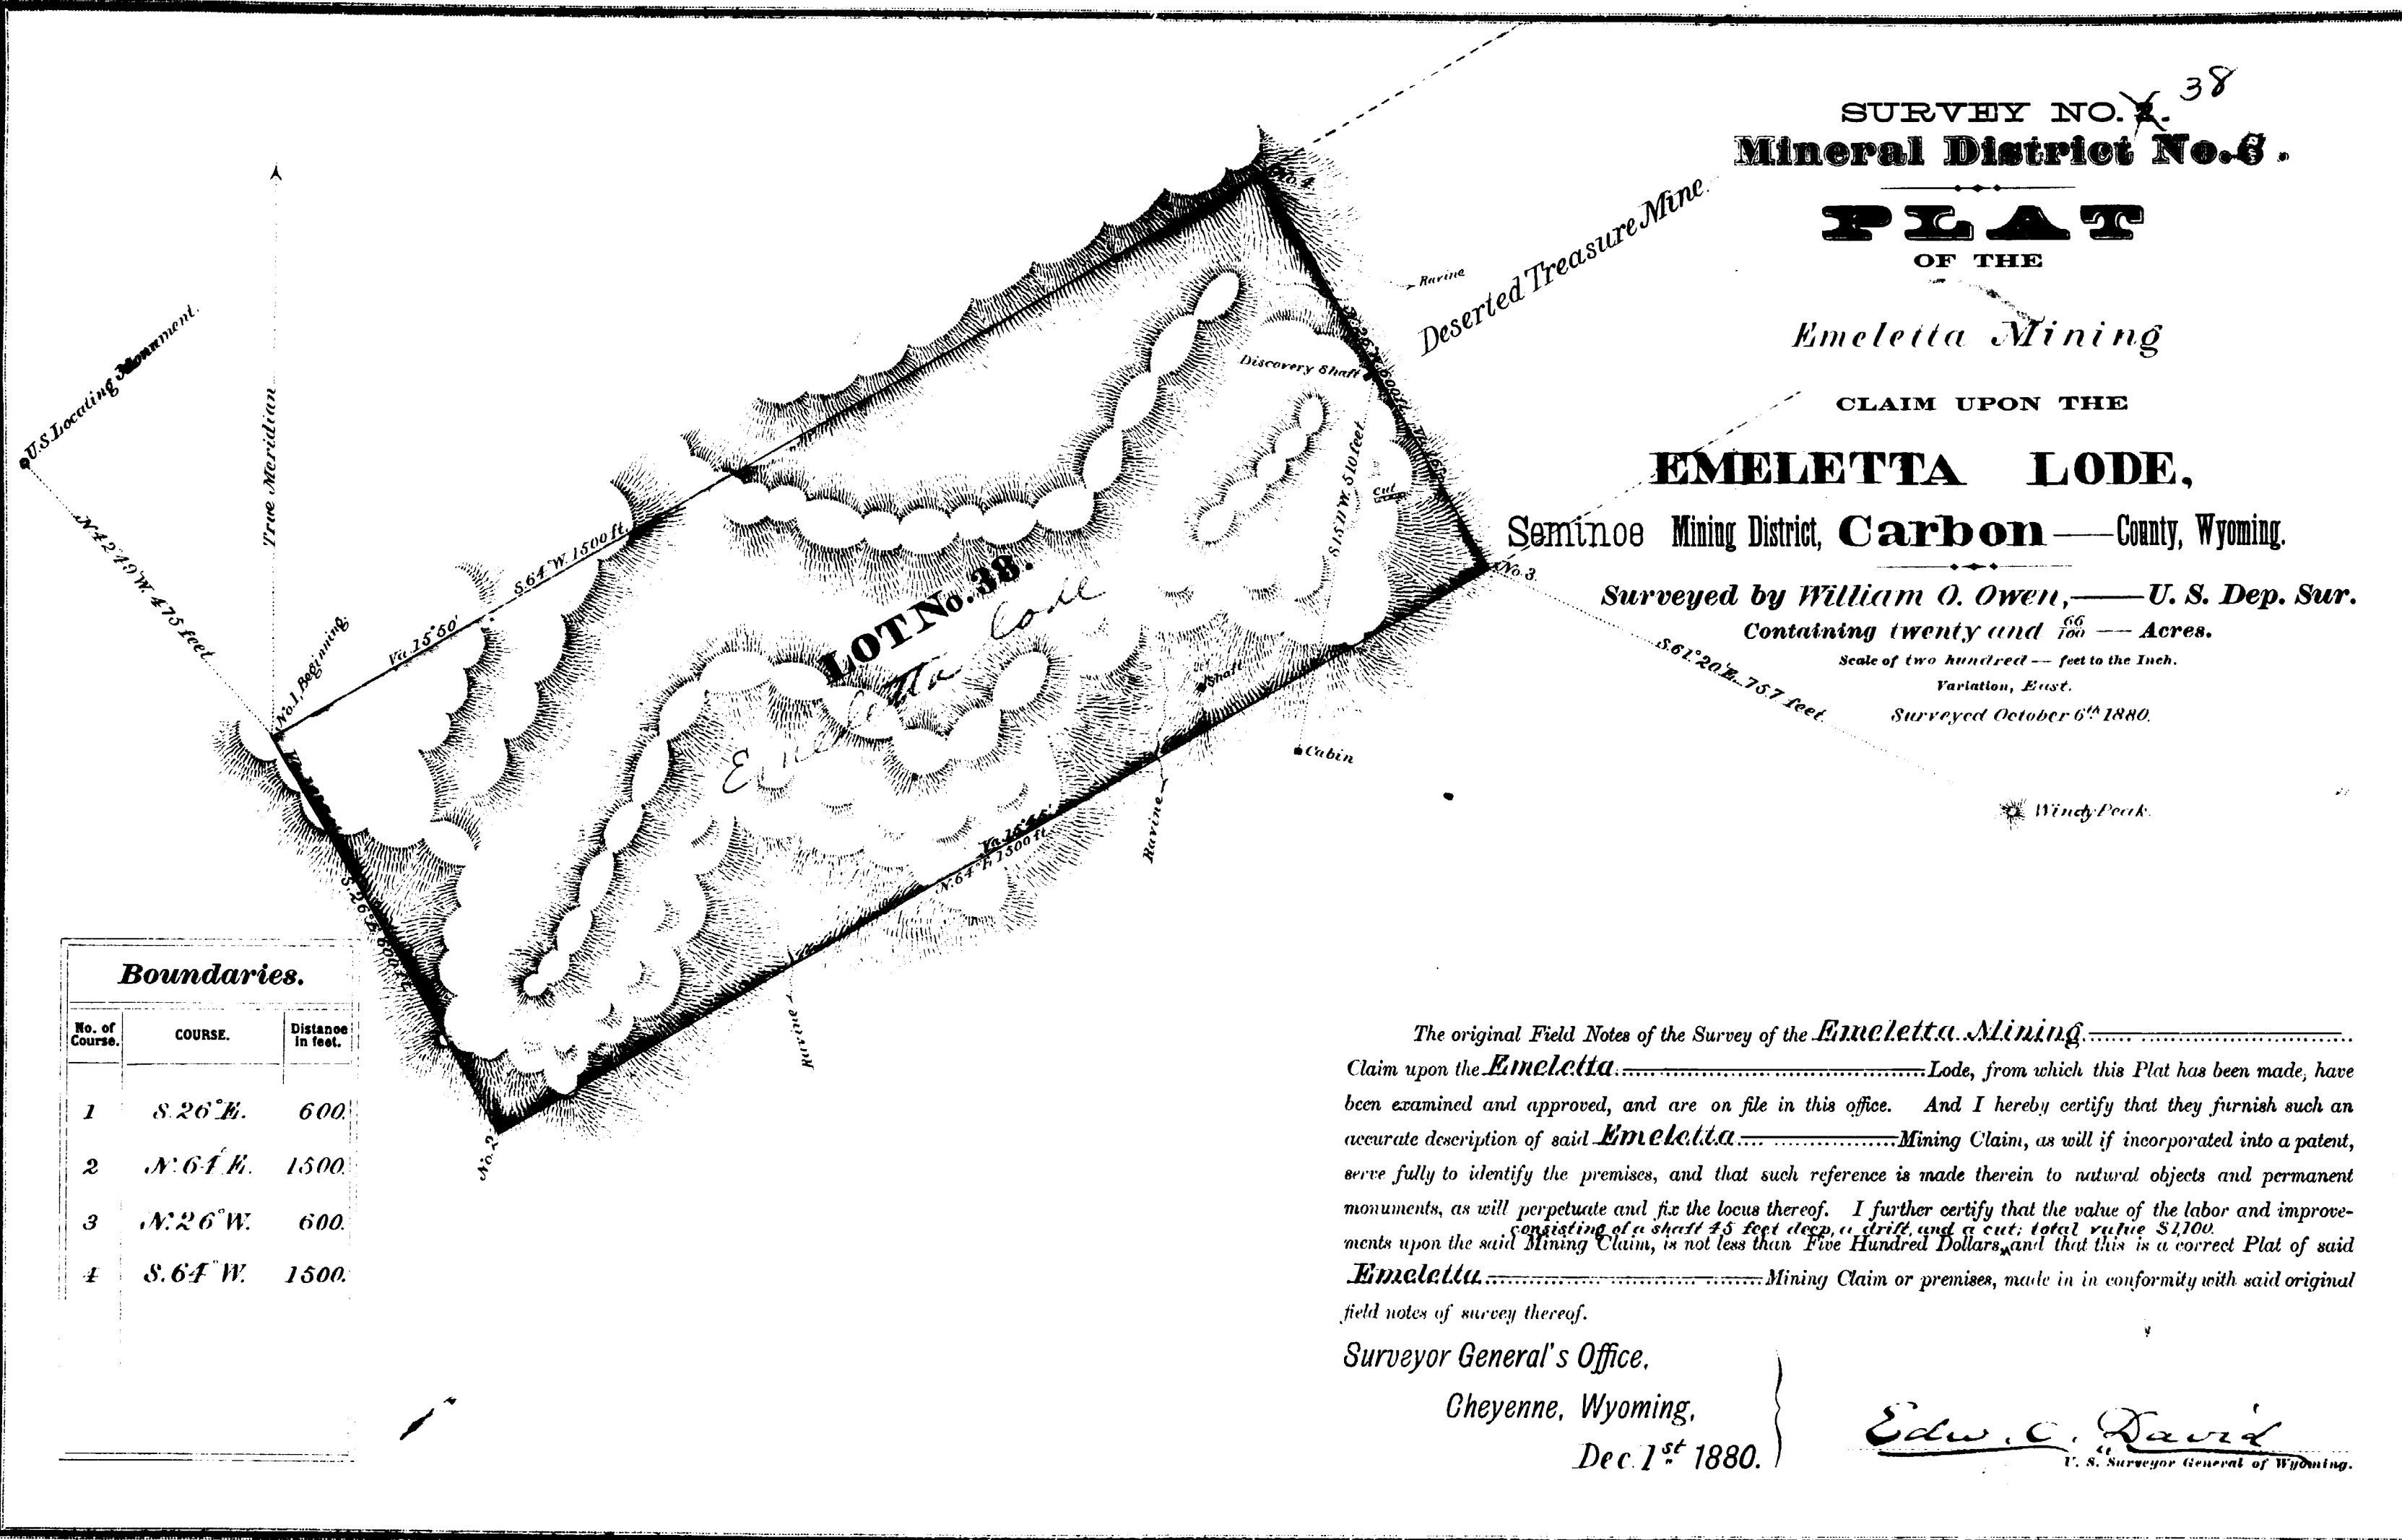 38
SURVEY NO. 2.
Mineral District No. 6.
PLAT
OF THE
Emeletta Mining
CLAIM UPON THE
EMELETTA LODE,
Seminoe Mining District, Carbon County, Wyoming.
Surveyed by William O. Owen, U. S. Dep. Sur.
Containing twenty and 66/100 Acres.
Scale of two hundred feet to the Inch.
Variation, East.
Surveyed October 6th 1880.
U.S. Locating Monument.
True Meridian
N.42°49'W. 475 feet.
No.1, Beginning
Va. 15°50'
S.64°W. 1500 ft.
No. 4
Ravine
Deserted Treasure Mine.
Discovery Shaft
N.26°W. 600 ft.
Cut
S15°11'W. 510 feet.
No. 3.
S.61°20'E. 757 feet.
Windy Peak.
LOT No. 38.
Emeletta Lode
Shaft
Cabin
Ravine
N.64°E. 1500 ft.
Ravine
S.26°E. 600 ft.
No. 2
Boundaries.
No. of Course. COURSE. Distance in feet.
1 S.26°E. 600.
2 N.64°E. 1500.
3 N.26°W. 600.
4 S.64°W. 1500.
The original Field Notes of the Survey of the Emeletta Mining
Claim upon the Emeletta Lode, from which this Plat has been made, have
been examined and approved, and are on file in this office. And I hereby certify that they furnish such an
accurate description of said Emeletta Mining Claim, as will if incorporated into a patent,
serve fully to identify the premises, and that such reference is made therein to natural objects and permanent
monuments, as will perpetuate and fix the locus thereof. I further certify that the value of the labor and improve-
consisting of a shaft 45 feet deep, a drift, and a cut; total value $1,100.
ments upon the said Mining Claim, is not less than Five Hundred Dollars, and that this is a correct Plat of said
Emeletta Mining Claim or premises, made in in conformity with said original
field notes of survey thereof.
Surveyor General's Office,
Cheyenne, Wyoming,
Dec. 1st 1880.
Edw. C. David
U. S. Surveyor General of Wyoming.